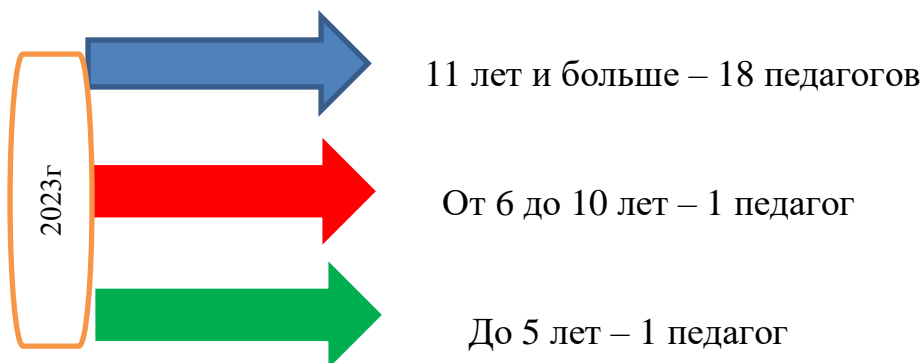 2023г
11 лет и больше – 18 педагогов
От 6 до 10 лет – 1 педагог
До 5 лет – 1 педагог